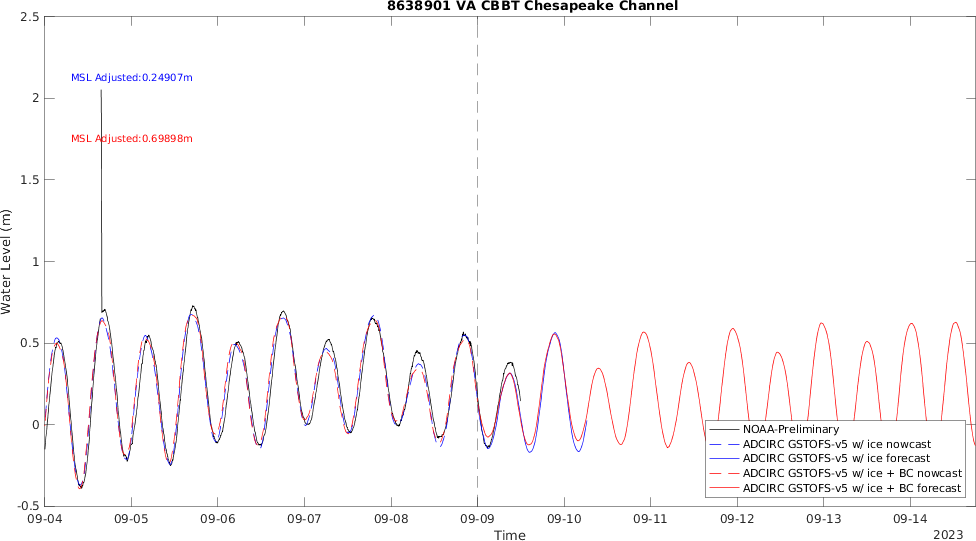 8638901 VA CBBT Chesapeake Channel
2.5
2
1.5
1
0.5
0
-0.5
Water Level (m)
MSL Adjusted:0.24907m
MSL Adjusted:0.69898m
NOAA-Preliminary
ADCIRC GSTOFS-v5 w/ ice nowcast
ADCIRC GSTOFS-v5 w/ ice forecast
ADCIRC GSTOFS-v5 w/ ice + BC nowcast
ADCIRC GSTOFS-v5 w/ ice + BC forecast
09-04 09-05 09-06 09-07 09-08 09-09 09-10 09-11 09-12 09-13 09-14
Time
2023